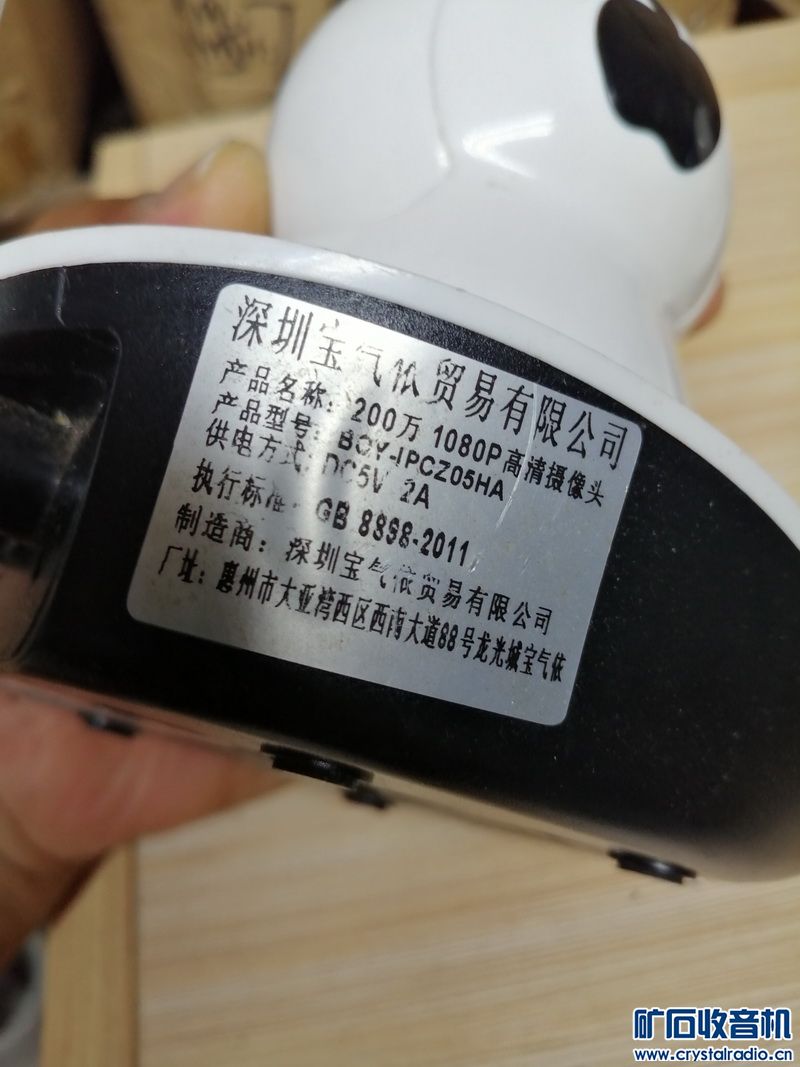 深圳宝气依贸易有限公司
产品名称：200万 1080P高清摄像头
产品型号：BQY-IPCZ05HA
供电方式：DC5V 2A
执行标准：GB 8898-2011
制造商：深圳宝气依贸易有限公司
厂址：惠州市大亚湾西区西南大道88号龙光城宝气依
矿石收音机
www.crystalradio.cn